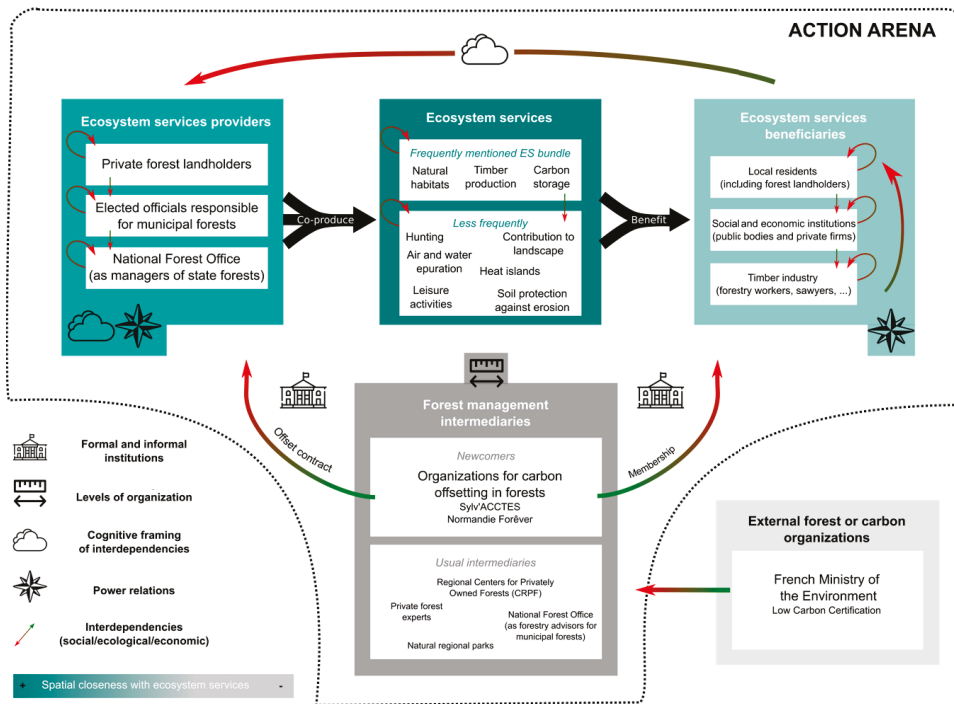 ACTION ARENA
Ecosystem services providers
Private forest landholders
Elected officials responsible
for municipal forests
National Forest Office
(as managers of state forests)
Co-produce
Ecosystem services
Frequently mentioned ES bundle
Natural
habitats
Timber
production
Carbon
storage
Less frequently
Hunting
Contribution to
landscape
Air and water
epuration
Heat islands
Leisure
activities
Soil protection
against erosion
Benefit
Ecosystem services
beneficiaries
Local residents
(including forest landholders)
Social and economic institutions
(public bodies and private firms)
Timber industry
(forestry workers, sawyers, ...)
Offset contract
Membership
Forest management
intermediaries
Newcomers
Organizations for carbon
offsetting in forests
Sylv'ACCTES
Normandie Forêver
Usual intermediaries
Regional Centers for Privately
Owned Forests (CRPF)
Private forest
experts
National Forest Office
(as forestry advisors for
municipal forests)
Natural regional parks
External forest or carbon
organizations
French Ministry of
the Environment
Low Carbon Certification
Formal and informal
institutions
Levels of organization
Cognitive framing
of interdependencies
Power relations
Interdependencies
(social/ecological/economic)
+ Spatial closeness with ecosystem services -